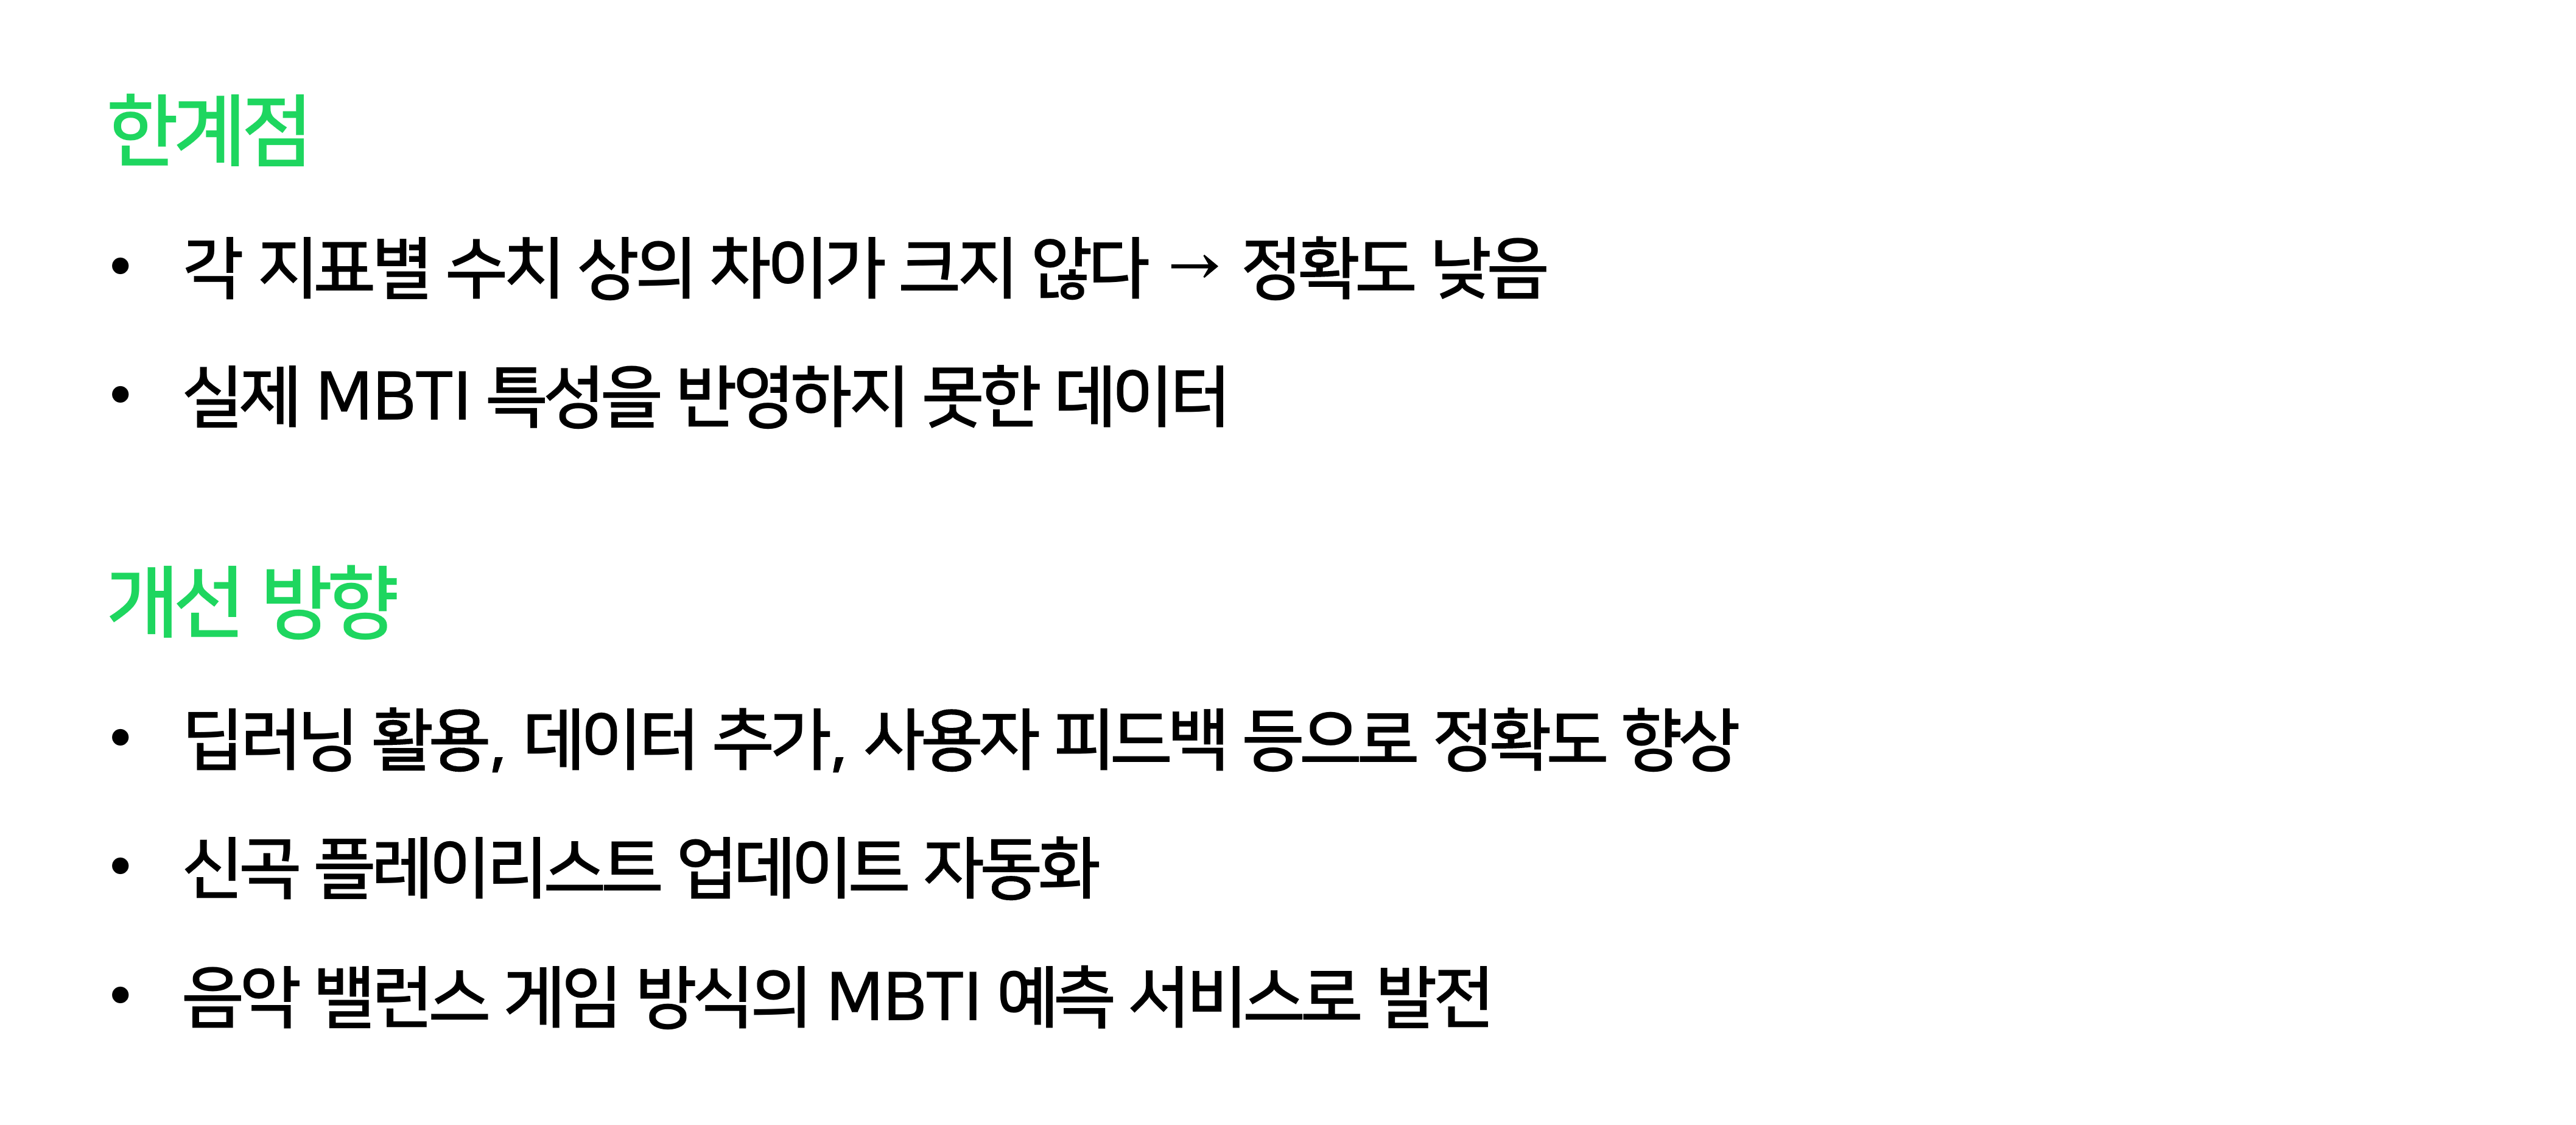 한계점
• 각 지표별 수치 상의 차이가 크지 않다 → 정확도 낮음
• 실제 MBTI 특성을 반영하지 못한 데이터
개선 방향
• 딥러닝 활용, 데이터 추가, 사용자 피드백 등으로 정확도 향상
• 신곡 플레이리스트 업데이트 자동화
• 음악 밸런스 게임 방식의 MBTI 예측 서비스로 발전